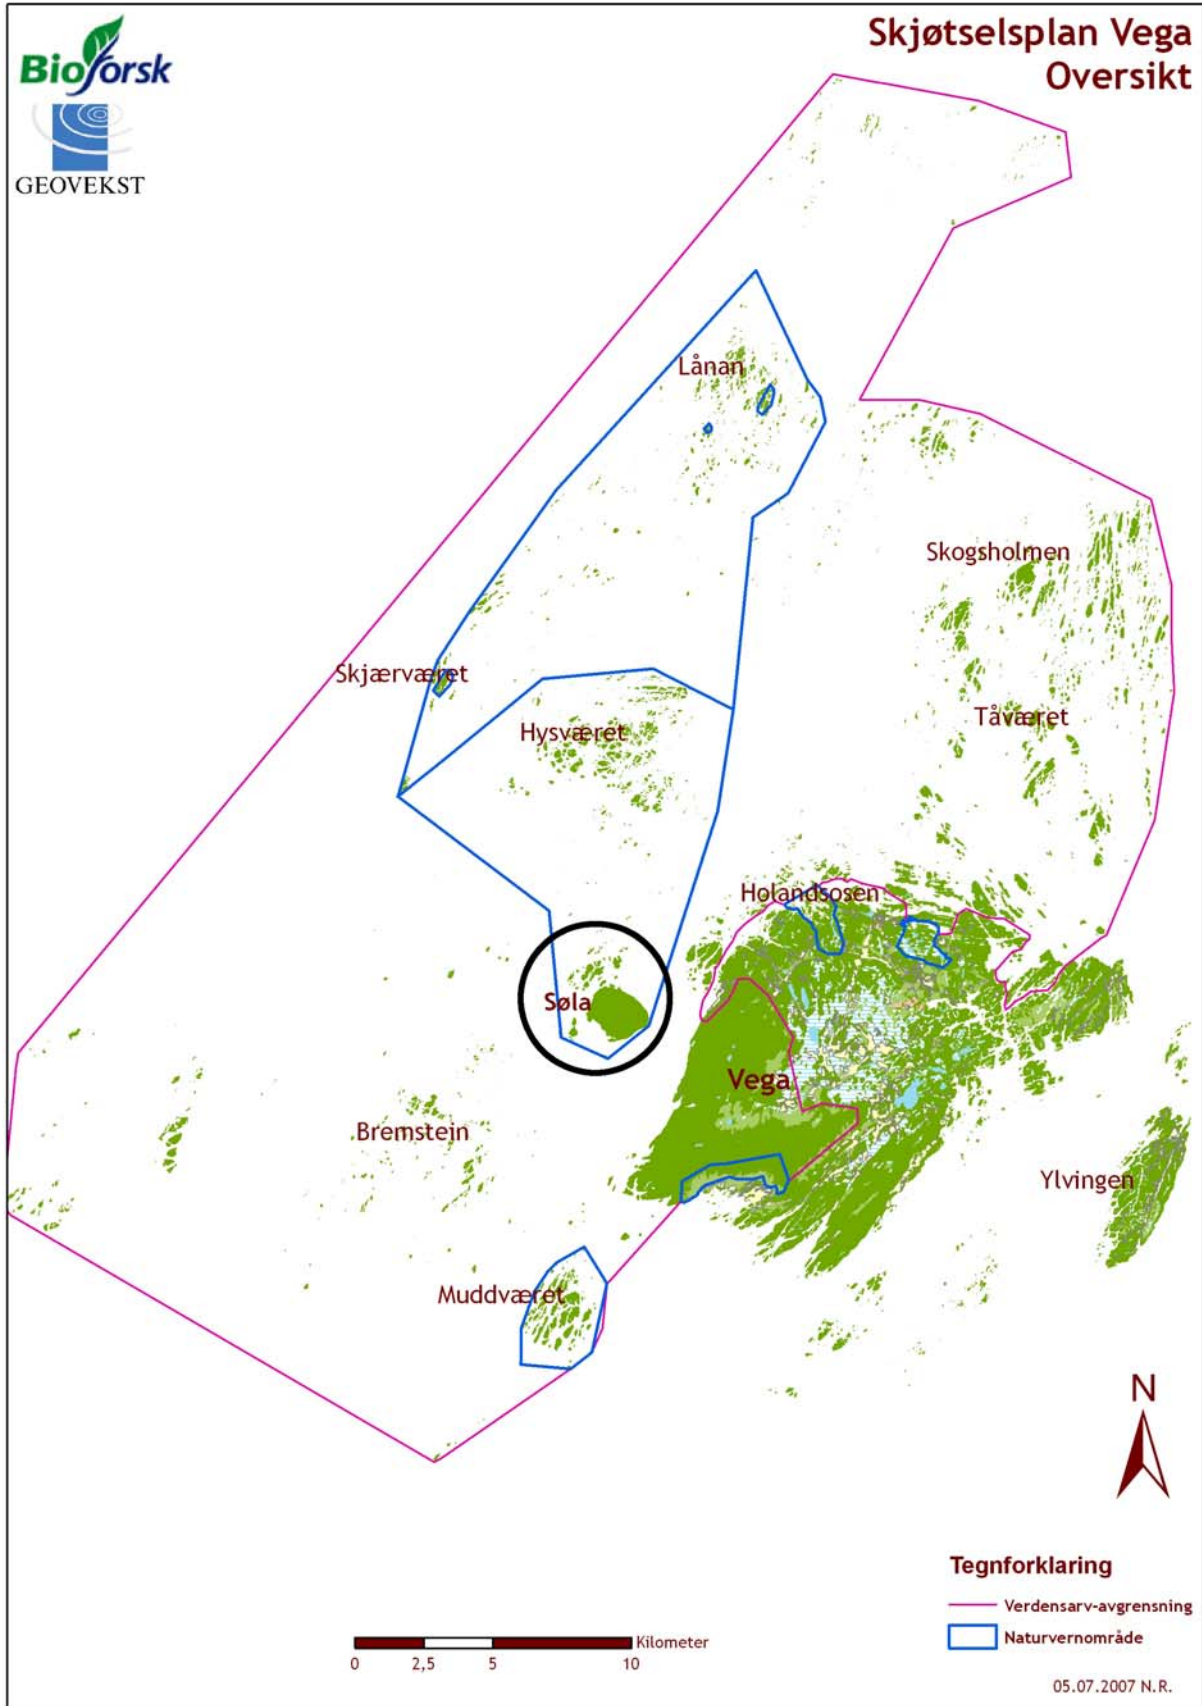 Bioforsk
GEOVEKST
Skjøtselsplan Vega
Oversikt
Lånan
Skogsholmen
Skjærværet
Hysværet
Tåværet
Holandsosen
Søla
Vega
Bremstein
Ylvingen
Muddværet
N
Tegnforklaring
Verdensarv-avgrensning
Naturvernområde
Kilometer
0 2,5 5 10
05.07.2007 N.R.